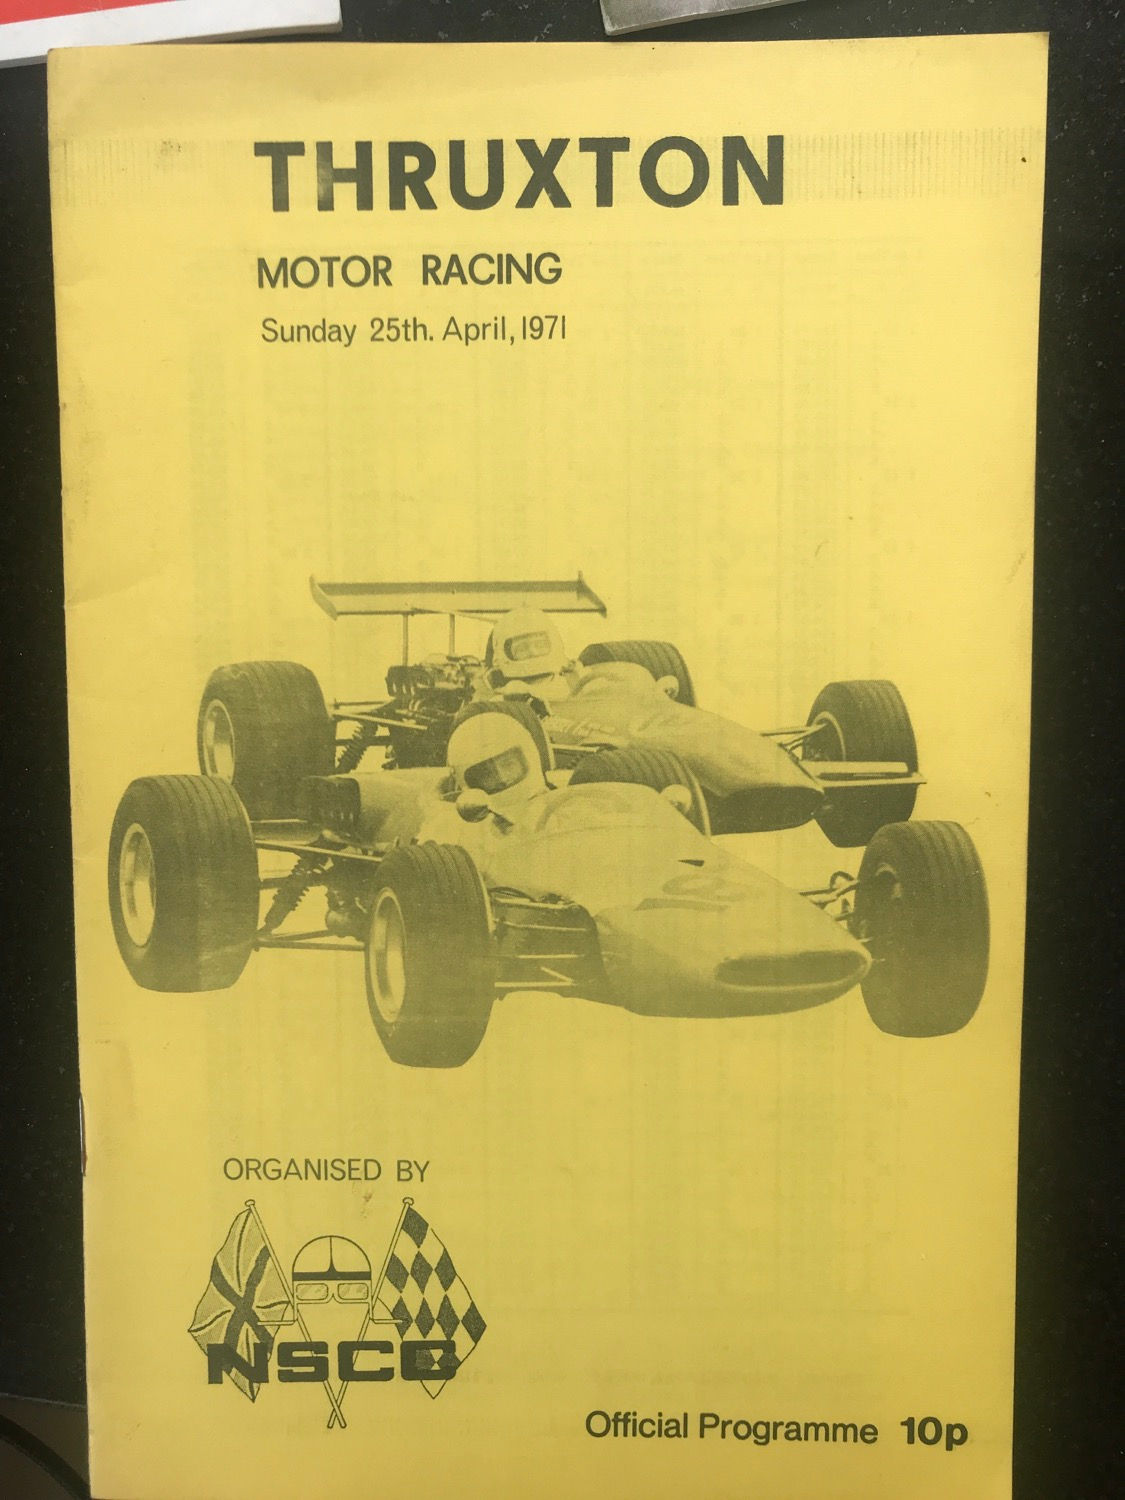 THRUXTON
MOTOR RACING
Sunday 25th. April, 1971
ORGANISED BY
NSCC
Official Programme 10p